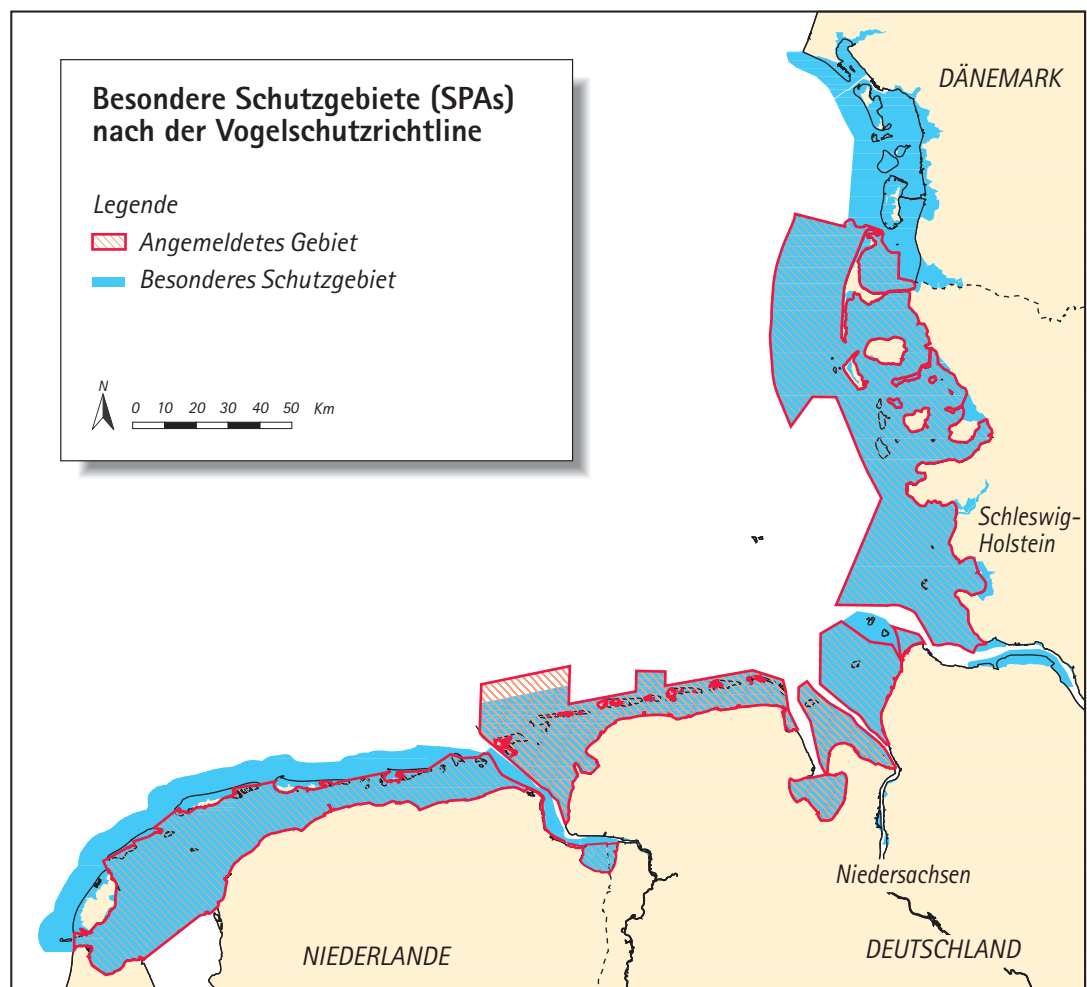 Besondere Schutzgebiete (SPAs)
nach der Vogelschutzrichtline
Legende
Angemeldetes Gebiet
Besonderes Schutzgebiet
N
0 10 20 30 40 50 Km
DÄNEMARK
Schleswig-
Holstein
Niedersachsen
DEUTSCHLAND
NIEDERLANDE